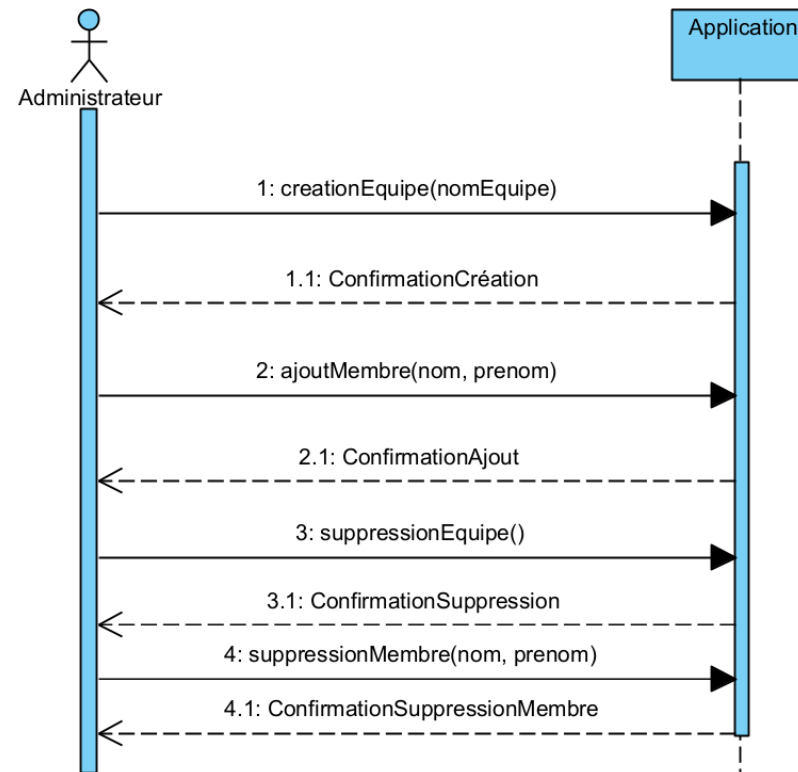 Application
Administrateur
1: creationEquipe(nomEquipe)
1.1: ConfirmationCréation
2: ajoutMembre(nom, prenom)
2.1: ConfirmationAjout
3: suppressionEquipe()
3.1: ConfirmationSuppression
4: suppressionMembre(nom, prenom)
4.1: ConfirmationSuppressionMembre